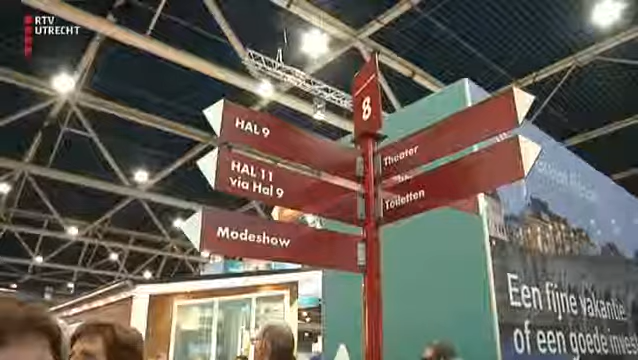 RTV
UTRECHT
8
HAL 9
HAL 11
via Hal 9
Modeshow
Theater
Toiletten
Een fijne vakantie
of een goede inves